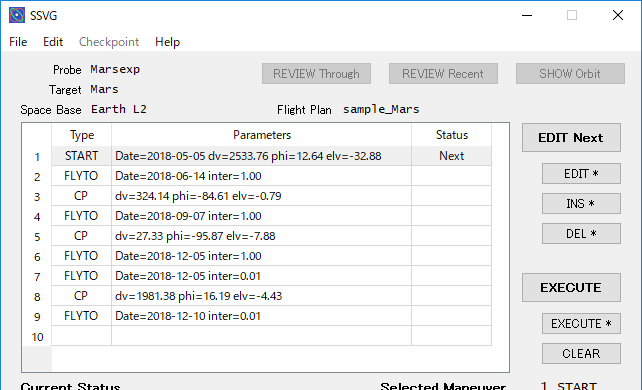 SSVG
File Edit Checkpoint Help
Probe Marsexp
REVIEW Through REVIEW Recent SHOW Orbit
Target Mars
Space Base Earth L2 Flight Plan sample_Mars
Type Parameters Status
1 START Date=2018-05-05 dv=2533.76 phi=12.64 elv=-32.88 Next
2 FLYTO Date=2018-06-14 inter=1.00
3 CP dv=324.14 phi=-84.61 elv=-0.79
4 FLYTO Date=2018-09-07 inter=1.00
5 CP dv=27.33 phi=-95.87 elv=-7.88
6 FLYTO Date=2018-12-05 inter=1.00
7 FLYTO Date=2018-12-05 inter=0.01
8 CP dv=1981.38 phi=16.19 elv=-4.43
9 FLYTO Date=2018-12-10 inter=0.01
10
EDIT Next
EDIT *
INS *
DEL *
EXECUTE
EXECUTE *
CLEAR
Current Status Selected Maneuver 1 START